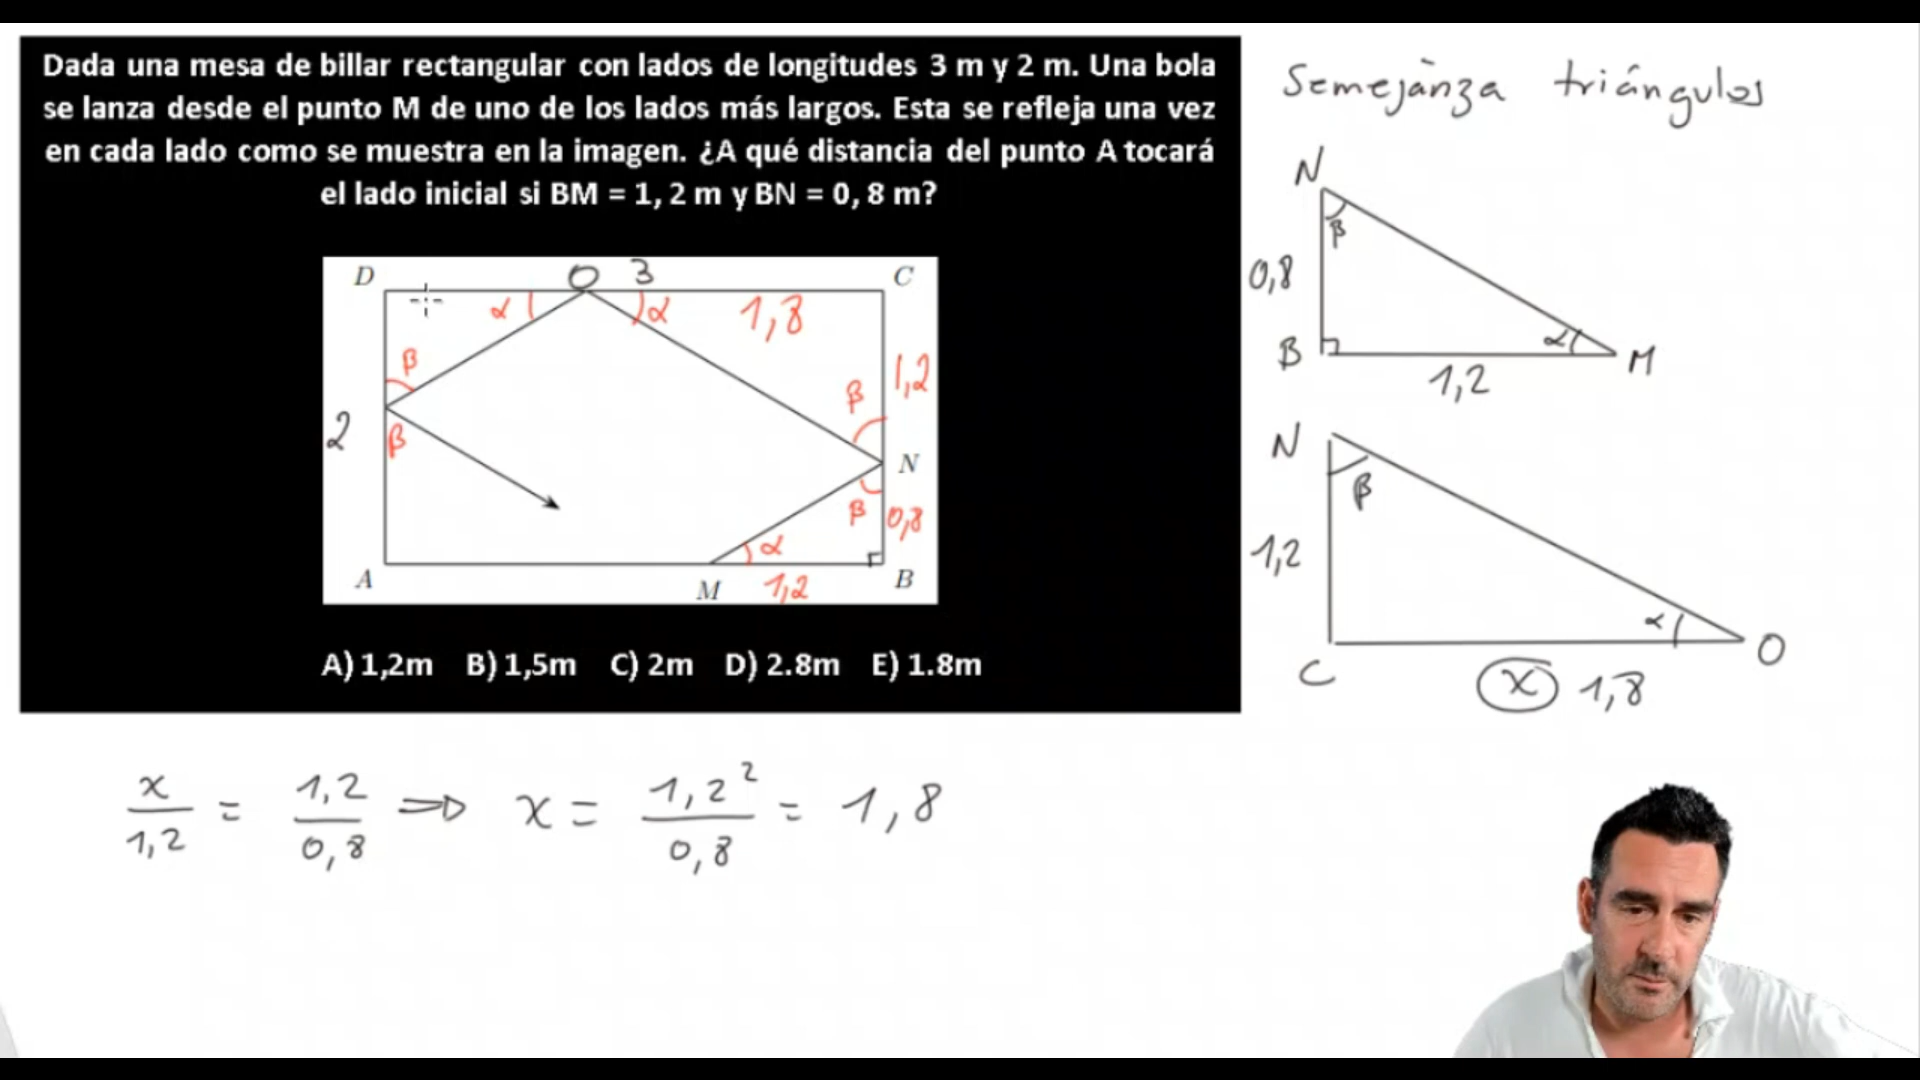 Dada una mesa de billar rectangular con lados de longitudes 3 m y 2 m. Una bola
se lanza desde el punto M de uno de los lados más largos. Esta se refleja una vez
en cada lado como se muestra en la imagen. ¿A qué distancia del punto A tocará
el lado inicial si BM = 1, 2 m y BN = 0, 8 m?
D O 3 C
α α 1,8
β β 1,2
2 β N
β 0,8
α
A M 1,2 B
A) 1,2m B) 1,5m C) 2m D) 2.8m E) 1.8m
Semejanza triángulos
N
β
0,8
B α M
1,2
N
β
1,2
α O
C x 1,8
x/1,2 = 1,2/0,8 ⇒ x = 1,2²/0,8 = 1,8